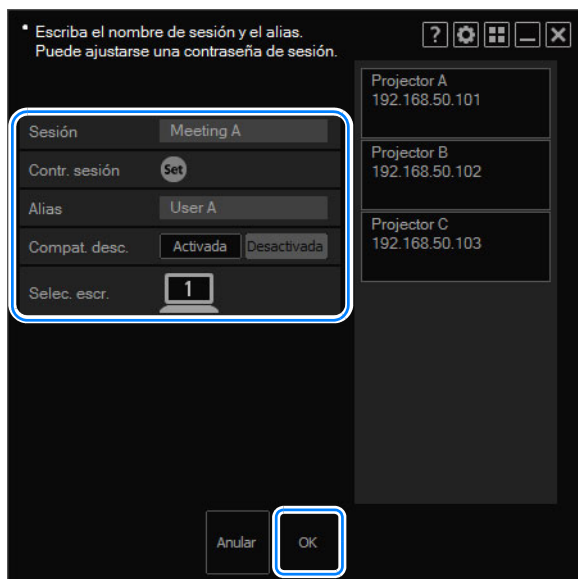 • Escriba el nombre de sesión y el alias.
Puede ajustarse una contraseña de sesión.
?
Projector A
192.168.50.101
Projector B
192.168.50.102
Projector C
192.168.50.103
Sesión Meeting A
Contr. sesión Set
Alias User A
Compat. desc. Activada Desactivada
Selec. escr. 1
Anular OK